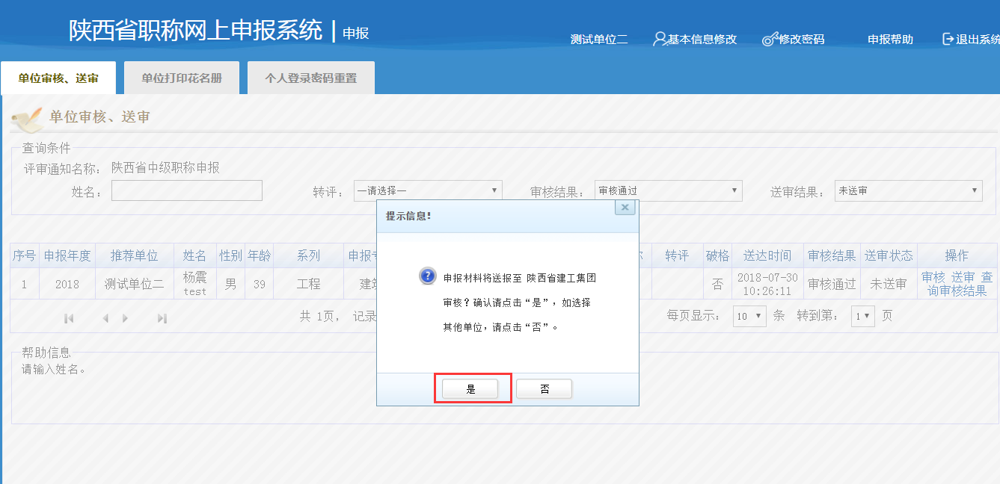 陕西省职称网上申报系统 | 申报
测试单位二 基本信息修改 修改密码 申报帮助 退出系统
单位审核、送审 单位打印花名册 个人登录密码重置
单位审核、送审
查询条件
评审通知名称： 陕西省中级职称申报
姓名： 转评： —请选择— 审核结果： 审核通过 送审结果： 未送审
提示信息!
申报材料将送报至 陕西省建工集团
审核？确认请点击“是”，如选择
其他单位，请点击“否”。
是 否
序号 申报年度 推荐单位 姓名 性别 年龄 系列 申报 转评 破格 送达时间 审核结果 送审状态 操作
1 2018 测试单位二 杨震 test 男 39 工程 建 否 2018-07-30 10:26:11 审核通过 未送审 审核 送审 查询审核结果
共 1页， 记录 每页显示： 10 条 转到第： 1 页
帮助信息
请输入姓名。